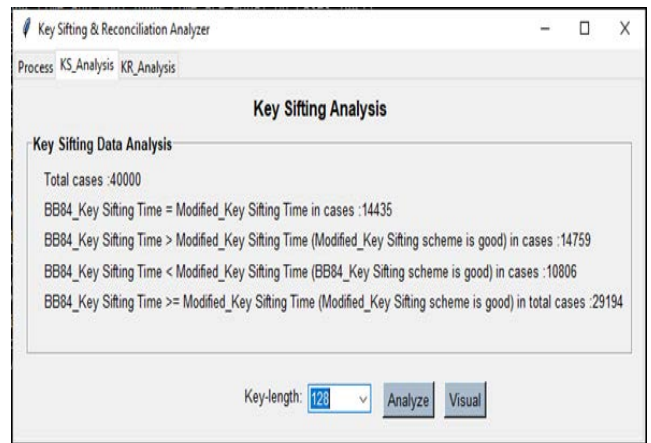 Key Sifting & Reconciliation Analyzer
Process KS_Analysis KR_Analysis
Key Sifting Analysis
Key Sifting Data Analysis
Total cases :40000
BB84_Key Sifting Time = Modified_Key Sifting Time in cases :14435
BB84_Key Sifting Time > Modified_Key Sifting Time (Modified_Key Sifting scheme is good) in cases :14759
BB84_Key Sifting Time < Modified_Key Sifting Time (BB84_Key Sifting scheme is good) in cases :10806
BB84_Key Sifting Time >= Modified_Key Sifting Time (Modified_Key Sifting scheme is good) in total cases :29194
Key-length: 128 Analyze Visual